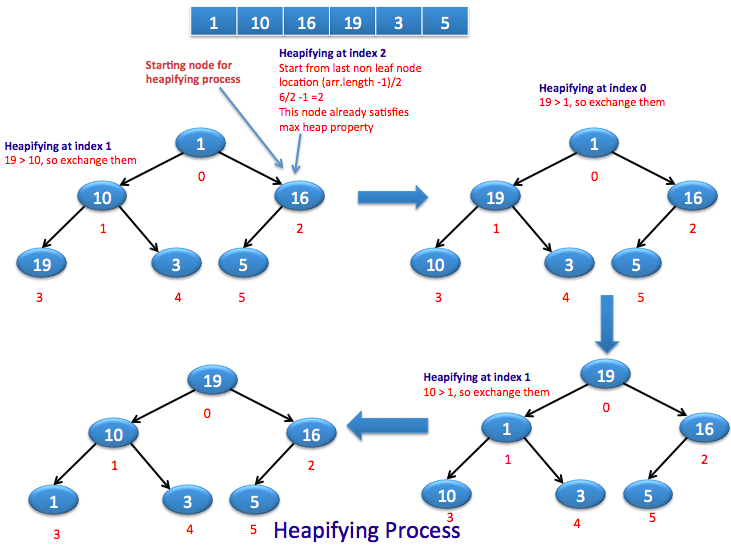 1 10 16 19 3 5
Starting node for
heapifying process
Heapifying at index 2
Start from last non leaf node
location (arr.length -1)/2
6/2 -1 =2
This node already satisfies
max heap property
Heapifying at index 1
19 > 10, so exchange them
1
0
10 16
1 2
19 3 5
3 4 5
Heapifying at index 0
19 > 1, so exchange them
1
0
19 16
1 2
10 3 5
3 4 5
Heapifying at index 1
10 > 1, so exchange them
19
0
1 16
1 2
10 3 5
3 4 5
19
0
10 16
1 2
1 3 5
3 4 5
Heapifying Process